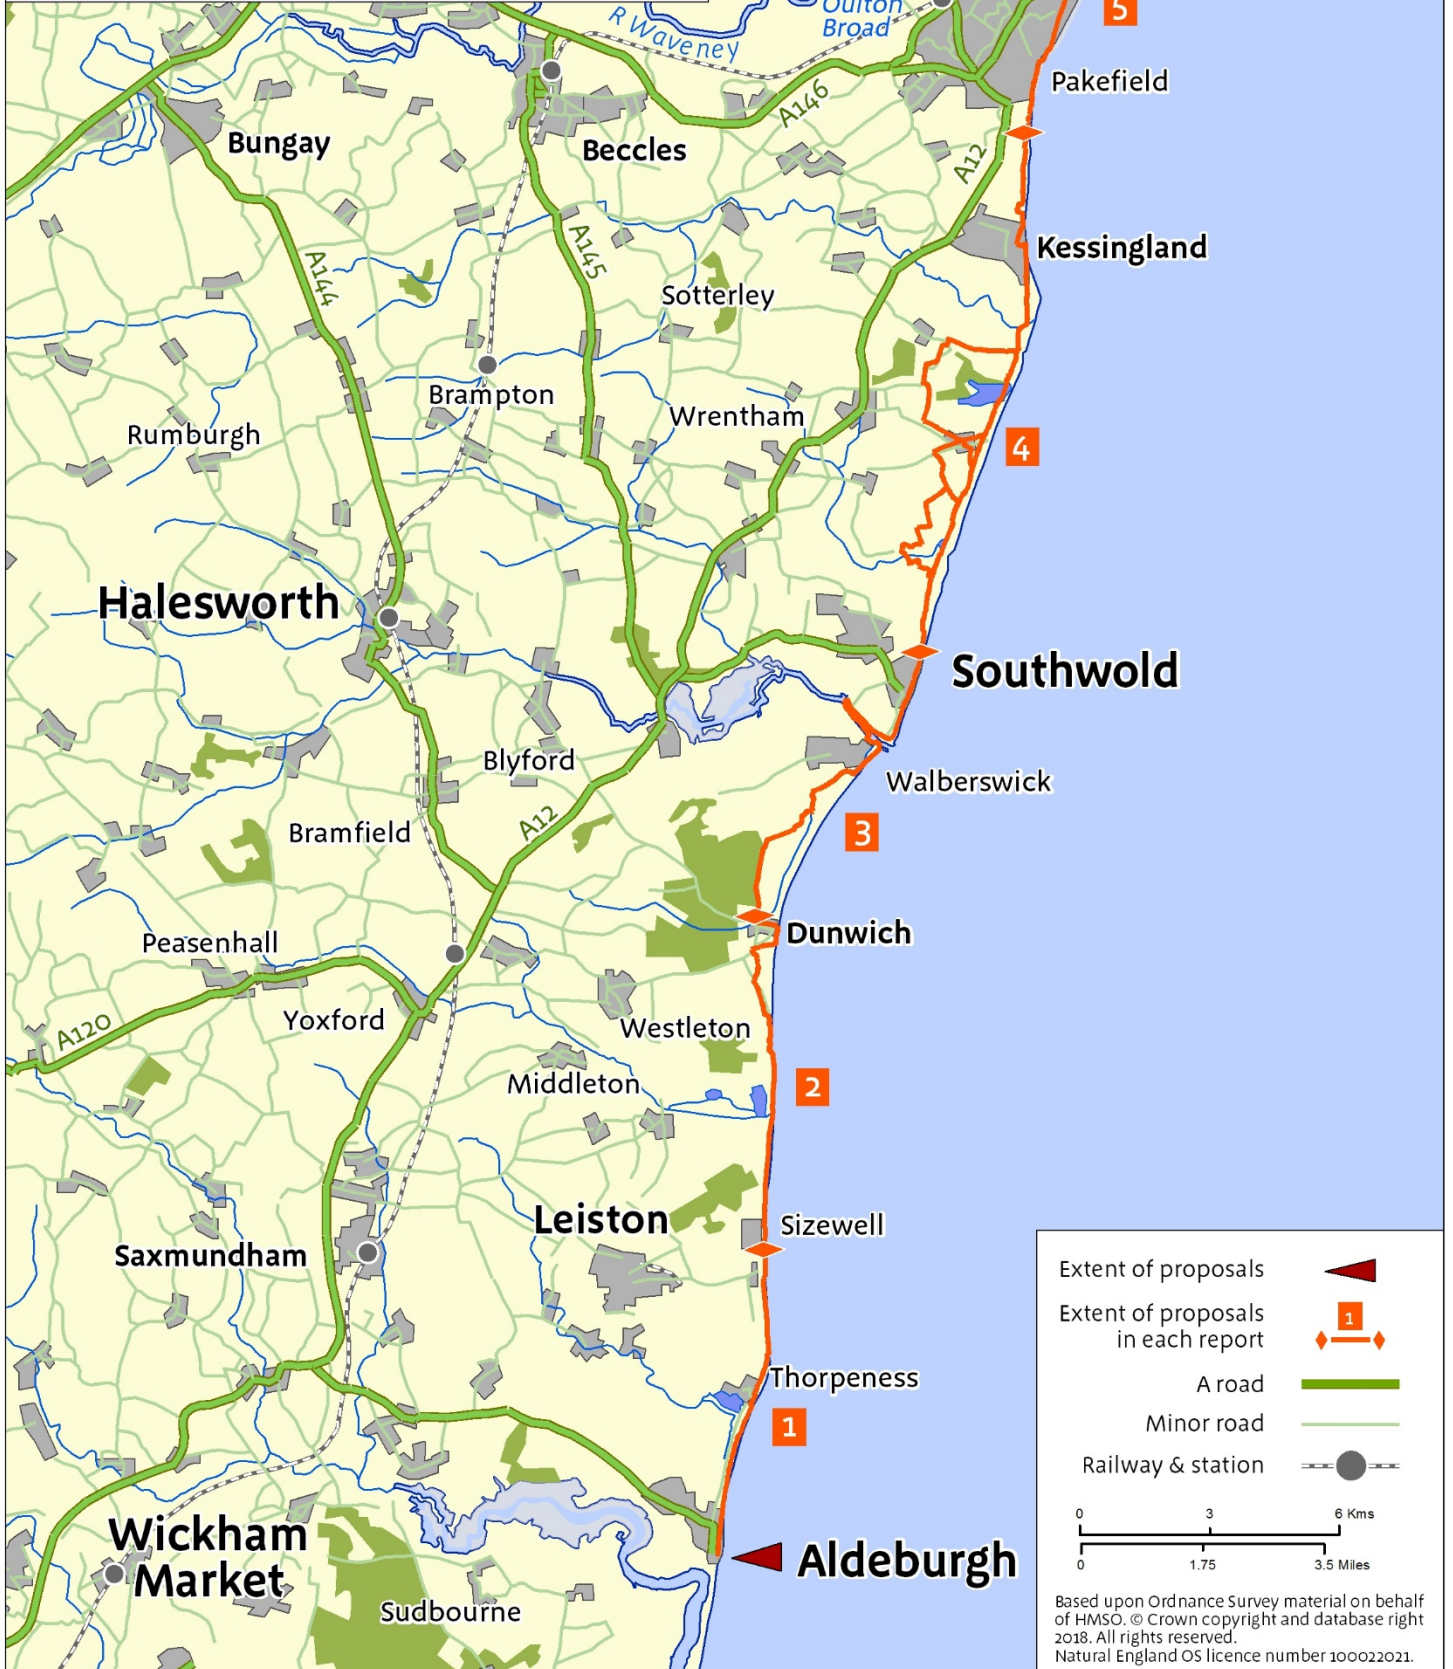 Oulton
Broad
5
R Waveney
Pakefield
A146
Bungay
Beccles
A12
A145
A144
Kessingland
Sotterley
Brampton
Wrentham
Rumburgh
4
Halesworth
Southwold
Blyford
Walberswick
A12
Bramfield
3
Dunwich
Peasenhall
Yoxford
Westleton
A120
Middleton
2
Leiston
Sizewell
Saxmundham
Thorpeness
1
Wickham
Market
Aldeburgh
Sudbourne
Extent of proposals
Extent of proposals
in each report
1
A road
Minor road
Railway & station
0 3 6 Kms
0 1.75 3.5 Miles
Based upon Ordnance Survey material on behalf
of HMSO. © Crown copyright and database right
2018. All rights reserved.
Natural England OS licence number 100022021.